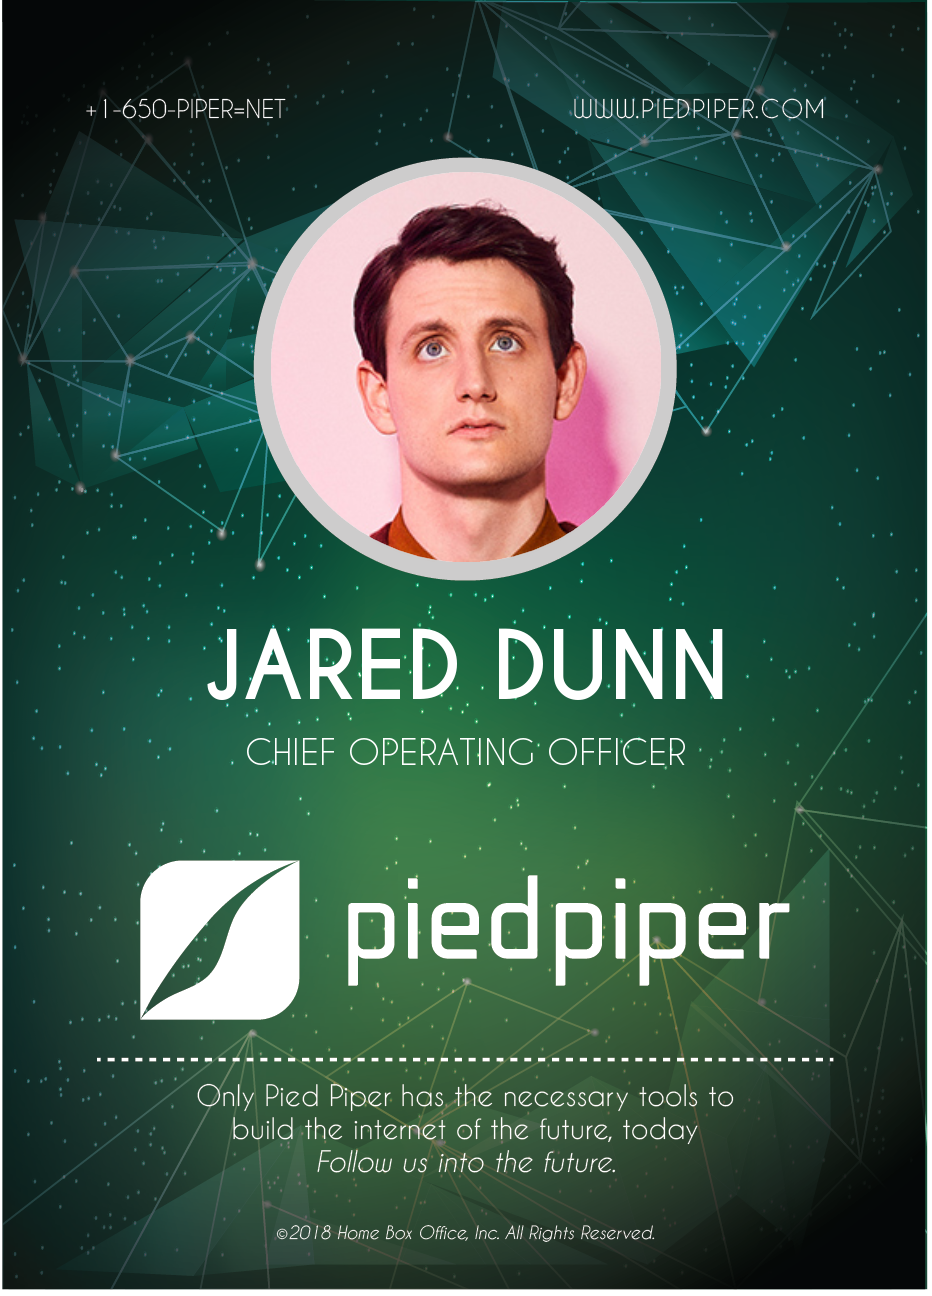 +1-650-PIPER=NET
WWW.PIEDPIPER.COM
JARED DUNN
CHIEF OPERATING OFFICER
piedpiper
Only Pied Piper has the necessary tools to
build the internet of the future, today
Follow us into the future.
©2018 Home Box Office, Inc. All Rights Reserved.